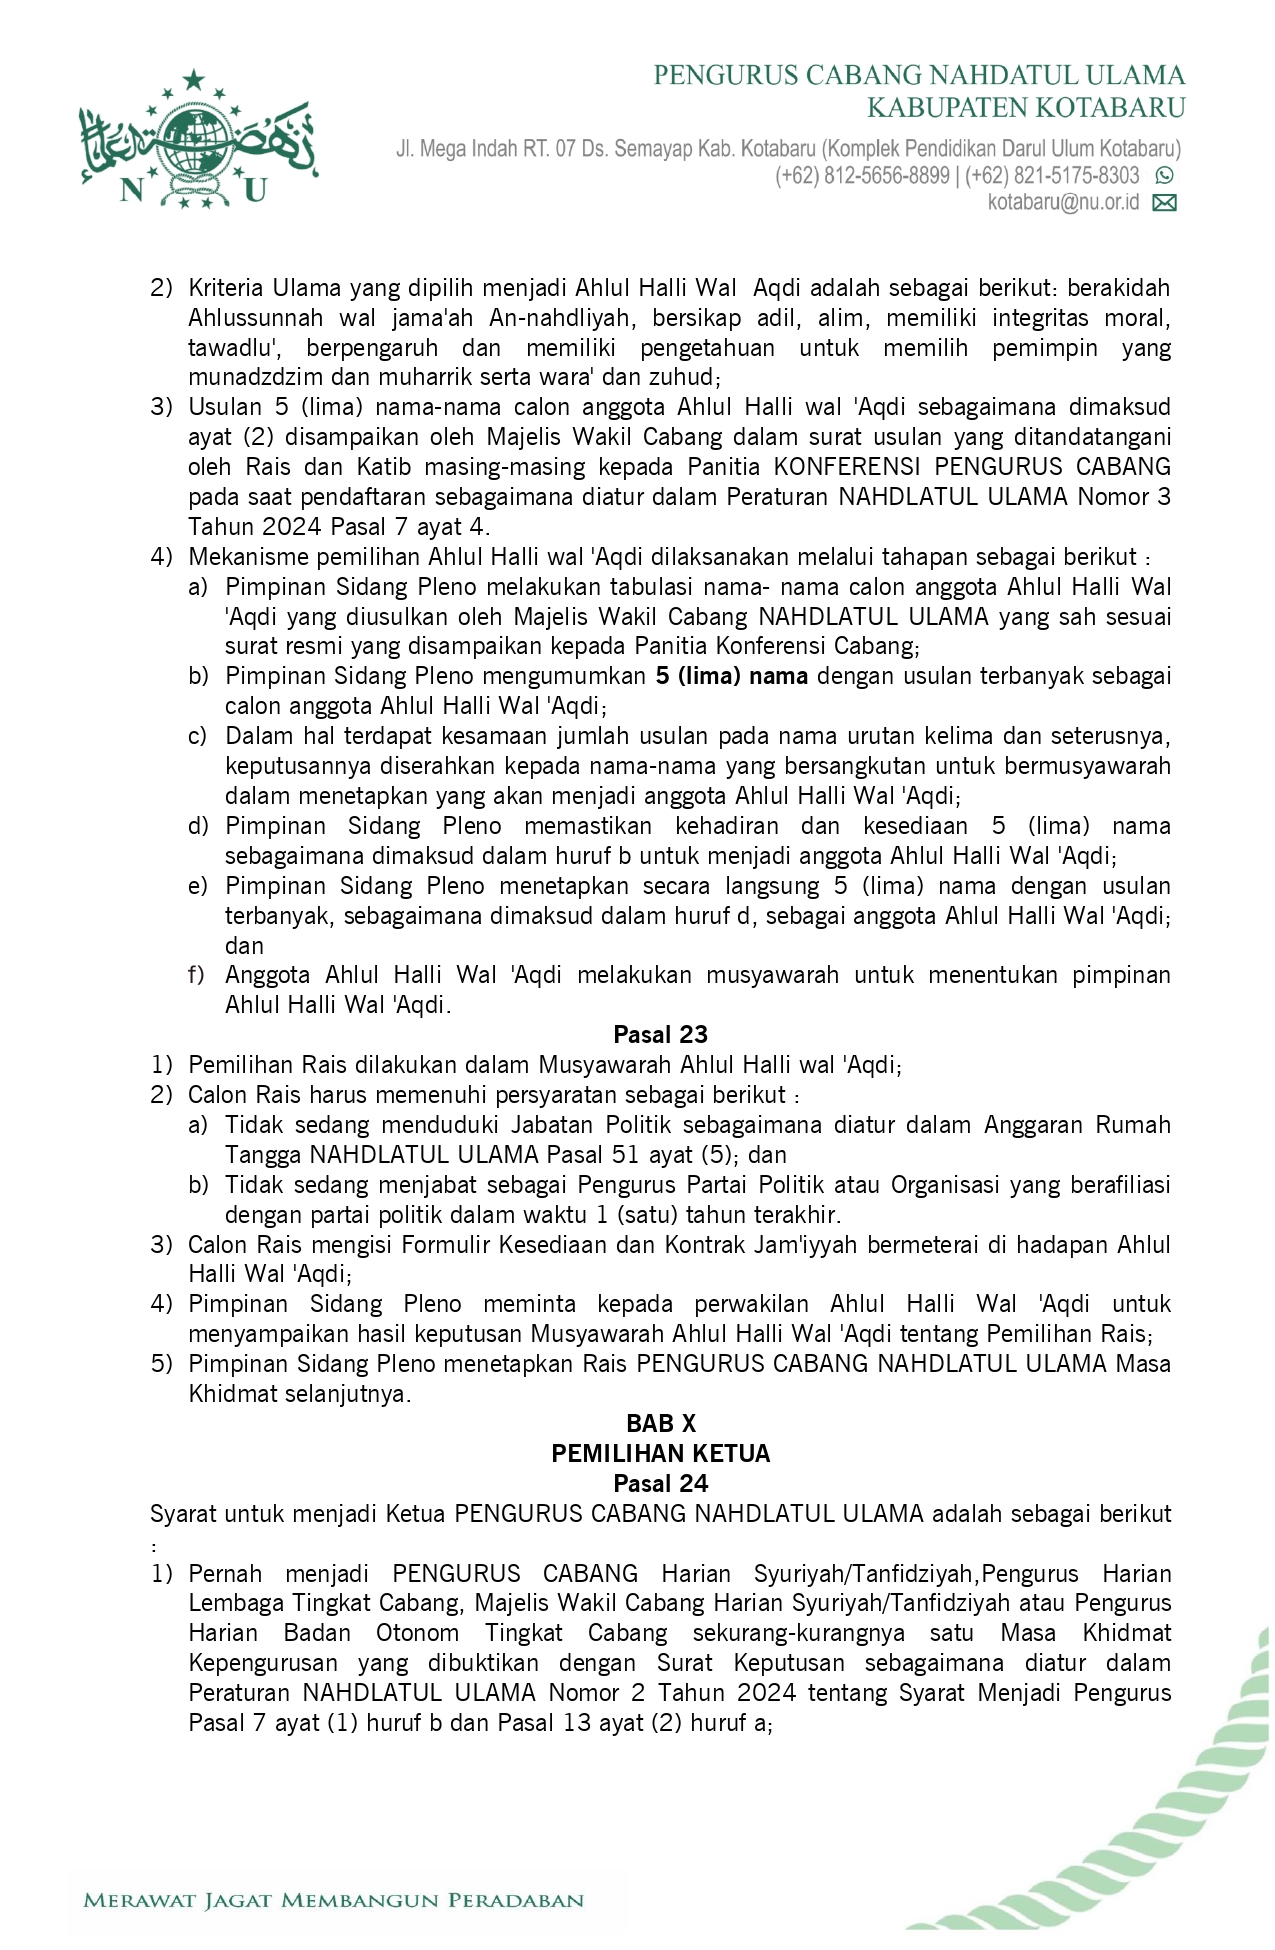 PENGURUS CABANG NAHDATUL ULAMA
KABUPATEN KOTABARU
Jl. Mega Indah RT. 07 Ds. Semayap Kab. Kotabaru (Komplek Pendidikan Darul Ulum Kotabaru)
(+62) 812-5656-8899 | (+62) 821-5175-8303
kotabaru@nu.or.id
N U
2) Kriteria Ulama yang dipilih menjadi Ahlul Halli Wal Aqdi adalah sebagai berikut: berakidah
Ahlussunnah wal jama'ah An-nahdliyah, bersikap adil, alim, memiliki integritas moral,
tawadlu', berpengaruh dan memiliki pengetahuan untuk memilih pemimpin yang
munadzdzim dan muharrik serta wara' dan zuhud;
3) Usulan 5 (lima) nama-nama calon anggota Ahlul Halli wal 'Aqdi sebagaimana dimaksud
ayat (2) disampaikan oleh Majelis Wakil Cabang dalam surat usulan yang ditandatangani
oleh Rais dan Katib masing-masing kepada Panitia KONFERENSI PENGURUS CABANG
pada saat pendaftaran sebagaimana diatur dalam Peraturan NAHDLATUL ULAMA Nomor 3
Tahun 2024 Pasal 7 ayat 4.
4) Mekanisme pemilihan Ahlul Halli wal 'Aqdi dilaksanakan melalui tahapan sebagai berikut :
a) Pimpinan Sidang Pleno melakukan tabulasi nama- nama calon anggota Ahlul Halli Wal
'Aqdi yang diusulkan oleh Majelis Wakil Cabang NAHDLATUL ULAMA yang sah sesuai
surat resmi yang disampaikan kepada Panitia Konferensi Cabang;
b) Pimpinan Sidang Pleno mengumumkan 5 (lima) nama dengan usulan terbanyak sebagai
calon anggota Ahlul Halli Wal 'Aqdi;
c) Dalam hal terdapat kesamaan jumlah usulan pada nama urutan kelima dan seterusnya,
keputusannya diserahkan kepada nama-nama yang bersangkutan untuk bermusyawarah
dalam menetapkan yang akan menjadi anggota Ahlul Halli Wal 'Aqdi;
d) Pimpinan Sidang Pleno memastikan kehadiran dan kesediaan 5 (lima) nama
sebagaimana dimaksud dalam huruf b untuk menjadi anggota Ahlul Halli Wal 'Aqdi;
e) Pimpinan Sidang Pleno menetapkan secara langsung 5 (lima) nama dengan usulan
terbanyak, sebagaimana dimaksud dalam huruf d, sebagai anggota Ahlul Halli Wal 'Aqdi;
dan
f) Anggota Ahlul Halli Wal 'Aqdi melakukan musyawarah untuk menentukan pimpinan
Ahlul Halli Wal 'Aqdi.
Pasal 23
1) Pemilihan Rais dilakukan dalam Musyawarah Ahlul Halli wal 'Aqdi;
2) Calon Rais harus memenuhi persyaratan sebagai berikut :
a) Tidak sedang menduduki Jabatan Politik sebagaimana diatur dalam Anggaran Rumah
Tangga NAHDLATUL ULAMA Pasal 51 ayat (5); dan
b) Tidak sedang menjabat sebagai Pengurus Partai Politik atau Organisasi yang berafiliasi
dengan partai politik dalam waktu 1 (satu) tahun terakhir.
3) Calon Rais mengisi Formulir Kesediaan dan Kontrak Jam'iyyah bermeterai di hadapan Ahlul
Halli Wal 'Aqdi;
4) Pimpinan Sidang Pleno meminta kepada perwakilan Ahlul Halli Wal 'Aqdi untuk
menyampaikan hasil keputusan Musyawarah Ahlul Halli Wal 'Aqdi tentang Pemilihan Rais;
5) Pimpinan Sidang Pleno menetapkan Rais PENGURUS CABANG NAHDLATUL ULAMA Masa
Khidmat selanjutnya.
BAB X
PEMILIHAN KETUA
Pasal 24
Syarat untuk menjadi Ketua PENGURUS CABANG NAHDLATUL ULAMA adalah sebagai berikut
:
1) Pernah menjadi PENGURUS CABANG Harian Syuriyah/Tanfidziyah,Pengurus Harian
Lembaga Tingkat Cabang, Majelis Wakil Cabang Harian Syuriyah/Tanfidziyah atau Pengurus
Harian Badan Otonom Tingkat Cabang sekurang-kurangnya satu Masa Khidmat
Kepengurusan yang dibuktikan dengan Surat Keputusan sebagaimana diatur dalam
Peraturan NAHDLATUL ULAMA Nomor 2 Tahun 2024 tentang Syarat Menjadi Pengurus
Pasal 7 ayat (1) huruf b dan Pasal 13 ayat (2) huruf a;
MERAWAT JAGAT MEMBANGUN PERADABAN